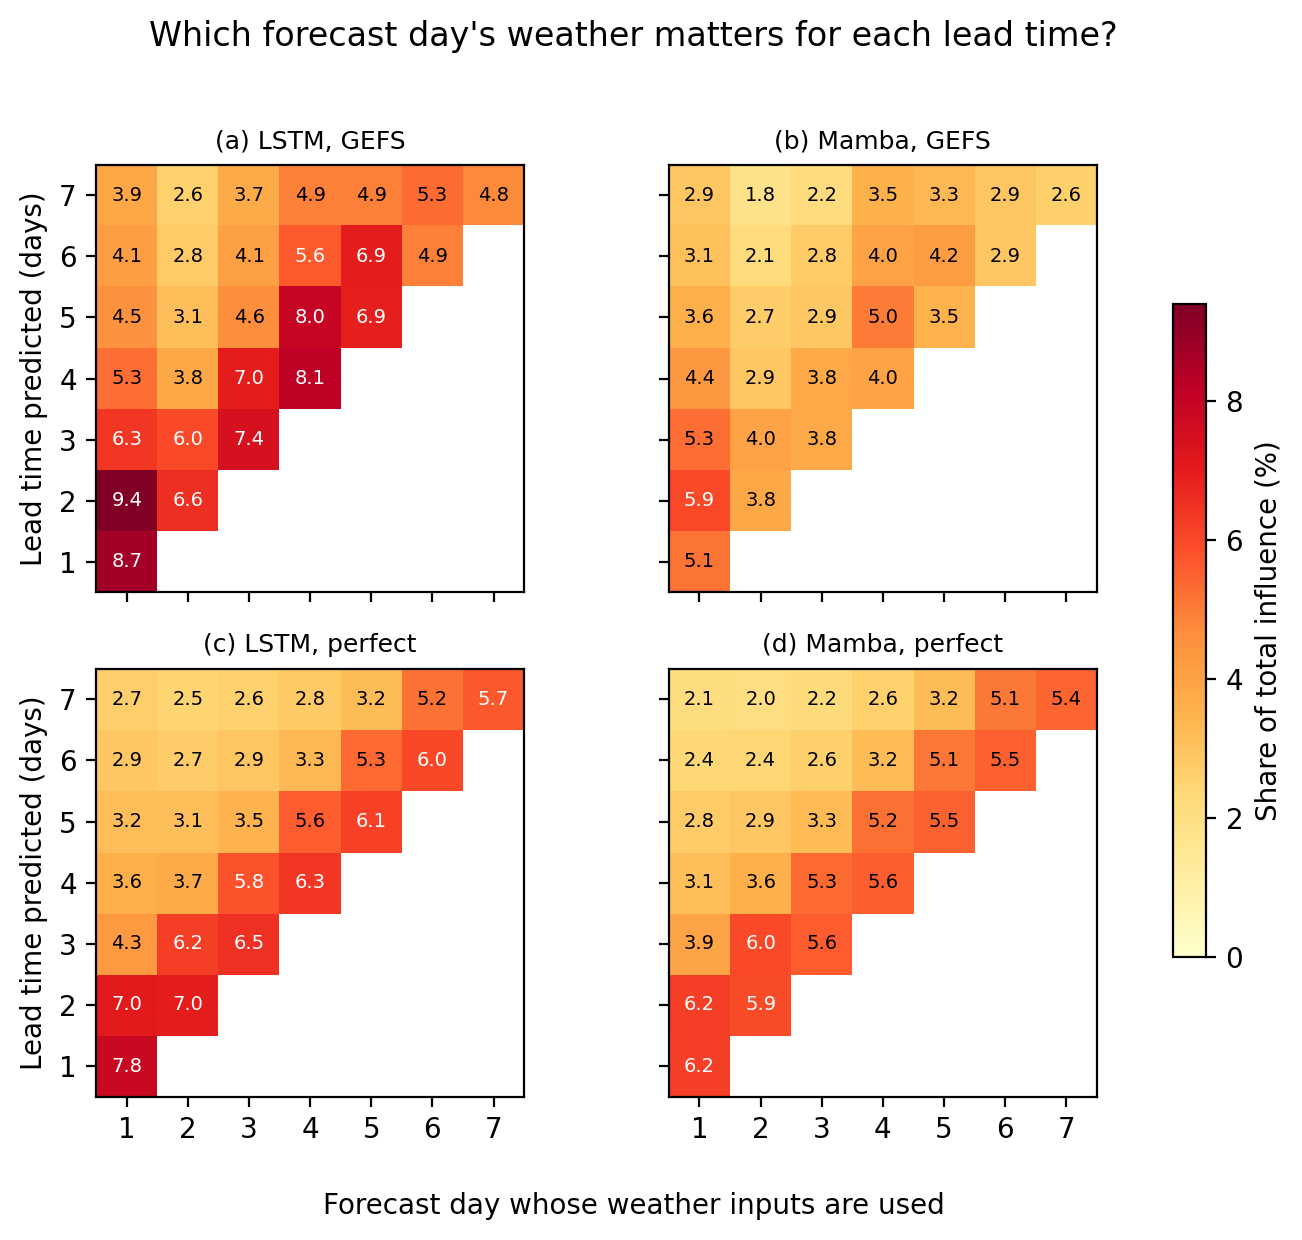 Which forecast day's weather matters for each lead time?
(a) LSTM, GEFS
Lead time predicted (days)
7 3.9 2.6 3.7 4.9 4.9 5.3 4.8
6 4.1 2.8 4.1 5.6 6.9 4.9
5 4.5 3.1 4.6 8.0 6.9
4 5.3 3.8 7.0 8.1
3 6.3 6.0 7.4
2 9.4 6.6
1 8.7
(b) Mamba, GEFS
2.9 1.8 2.2 3.5 3.3 2.9 2.6
3.1 2.1 2.8 4.0 4.2 2.9
3.6 2.7 2.9 5.0 3.5
4.4 2.9 3.8 4.0
5.3 4.0 3.8
5.9 3.8
5.1
(c) LSTM, perfect
Lead time predicted (days)
7 2.7 2.5 2.6 2.8 3.2 5.2 5.7
6 2.9 2.7 2.9 3.3 5.3 6.0
5 3.2 3.1 3.5 5.6 6.1
4 3.6 3.7 5.8 6.3
3 4.3 6.2 6.5
2 7.0 7.0
1 7.8
1 2 3 4 5 6 7
(d) Mamba, perfect
2.1 2.0 2.2 2.6 3.2 5.1 5.4
2.4 2.4 2.6 3.2 5.1 5.5
2.8 2.9 3.3 5.2 5.5
3.1 3.6 5.3 5.6
3.9 6.0 5.6
6.2 5.9
6.2
1 2 3 4 5 6 7
Forecast day whose weather inputs are used
8
6
4
2
0
Share of total influence (%)